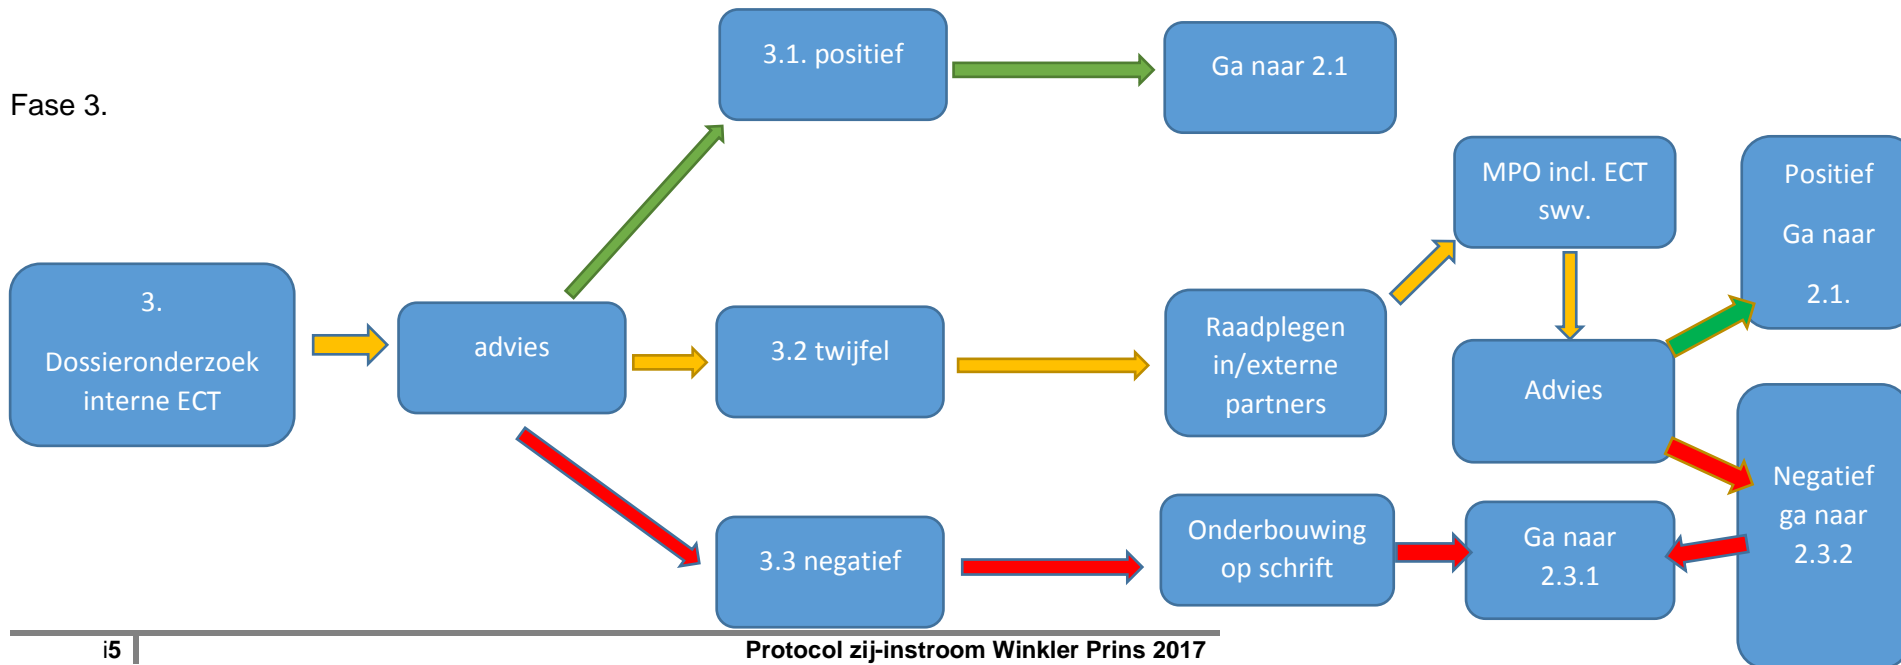 Fase 3.
3.
Dossieronderzoek
interne ECT
advies
3.1. positief
Ga naar 2.1
3.2 twijfel
Raadplegen
in/externe
partners
MPO incl. ECT
swv.
Advies
Positief
Ga naar
2.1.
Negatief
ga naar
2.3.2
3.3 negatief
Onderbouwing
op schrift
Ga naar
2.3.1
i5
Protocol zij-instroom Winkler Prins 2017